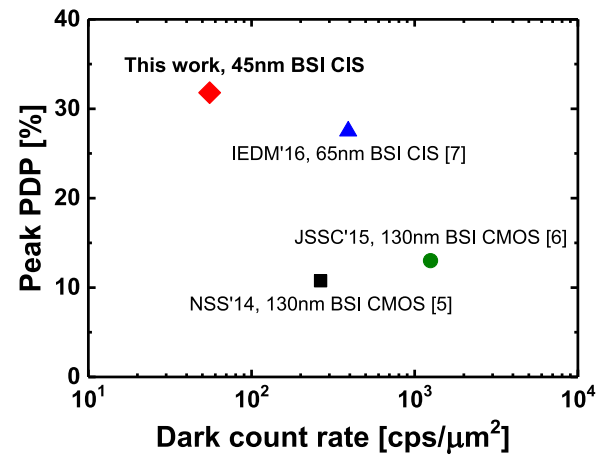 40
This work, 45nm BSI CIS
30
IEDM'16, 65nm BSI CIS [7]
Peak PDP [%]
20
JSSC'15, 130nm BSI CMOS [6]
10
NSS'14, 130nm BSI CMOS [5]
0
10¹ 10² 10³ 10⁴
Dark count rate [cps/μm²]